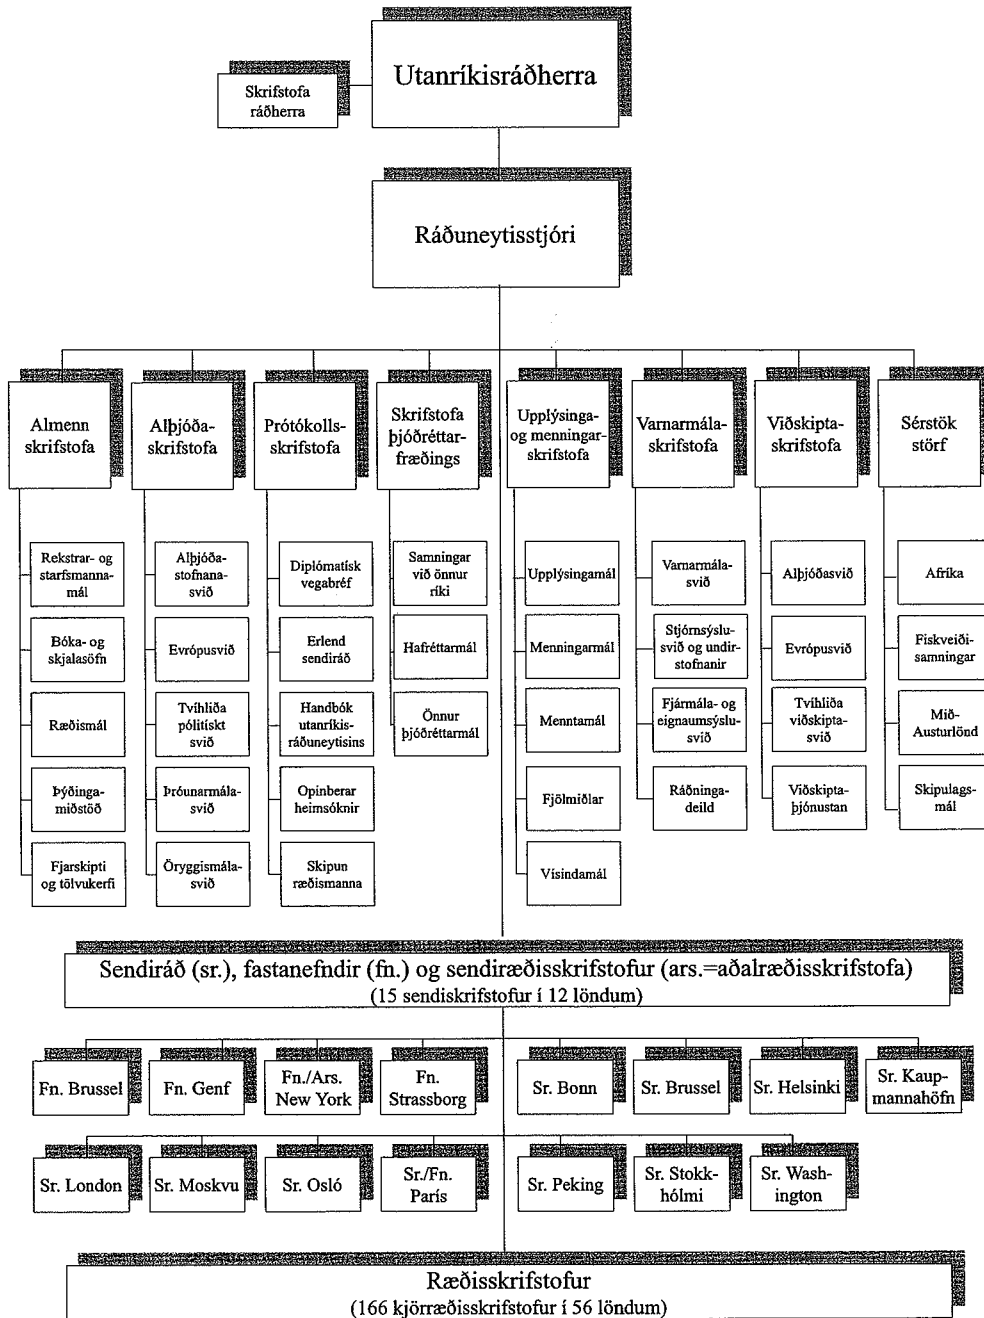 Utanríkisráðherra
Skrifstofa
ráðherra
Ráðuneytisstjóri
Almenn
skrifstofa
Alþjóða-
skrifstofa
Prótókolls-
skrifstofa
Skrifstofa
þjóðréttar-
fræðings
Upplýsinga-
og menningar-
skrifstofa
Varnarmála-
skrifstofa
Viðskipta-
skrifstofa
Sérstök
störf
Rekstrar- og
starfsmanna-
mál
Bóka- og
skjalasöfn
Ræðismál
Þýðinga-
miðstöð
Fjarskipti
og tölvukerfi
Alþjóða-
stofnana-
svið
Evrópusvið
Tvíhliða
pólitískt
svið
Þróunarmála-
svið
Öryggismála-
svið
Diplómatísk
vegabréf
Erlend
sendiráð
Handbók
utanríkis-
ráðuneytisins
Opinberar
heimsóknir
Skipun
ræðismanna
Samningar
við önnur
ríki
Hafréttarmál
Önnur
þjóðréttarmál
Upplýsingamál
Menningarmál
Menntamál
Fjölmiðlar
Vísindamál
Varnarmála-
svið
Stjórnsýslu-
svið og undir-
stofnanir
Fjármála- og
eignaumsýslu-
svið
Ráðninga-
deild
Alþjóðasvið
Evrópusvið
Tvíhliða
viðskipta-
svið
Viðskipta-
þjónustan
Afríka
Fiskveiði-
samningar
Mið-
Austurlönd
Skipulags-
mál
Sendiráð (sr.), fastanefndir (fn.) og sendiræðisskrifstofur (ars.=aðalræðisskrifstofa)
(15 sendiskrifstofur í 12 löndum)
Fn. Brussel
Fn. Genf
Fn./Ars.
New York
Fn.
Strassborg
Sr. Bonn
Sr. Brussel
Sr. Helsinki
Sr. Kaup-
mannahöfn
Sr. London
Sr. Moskvu
Sr. Osló
Sr./Fn.
París
Sr. Peking
Sr. Stokk-
hólmi
Sr. Wash-
ington
Ræðisskrifstofur
(166 kjörræðisskrifstofur í 56 löndum)